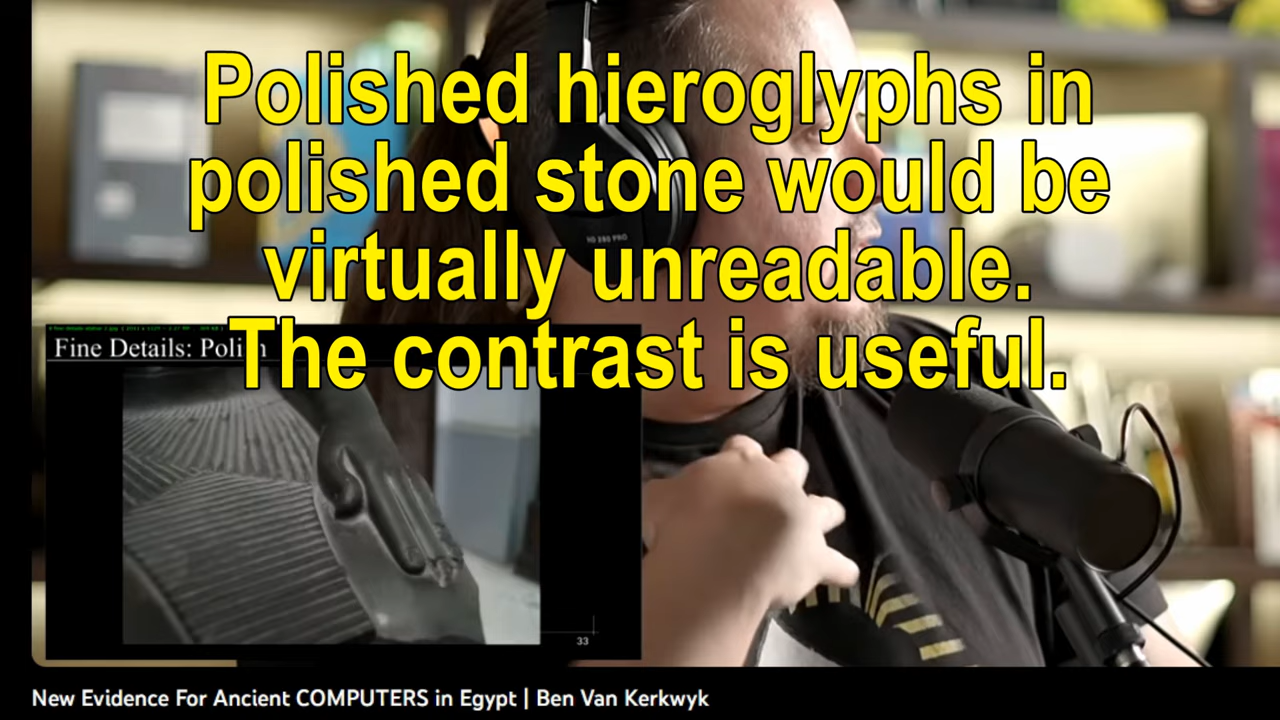 Polished hieroglyphs in
polished stone would be
virtually unreadable.
The contrast is useful.
Fine Details: Poli h
33
New Evidence For Ancient COMPUTERS in Egypt | Ben Van Kerkwyk